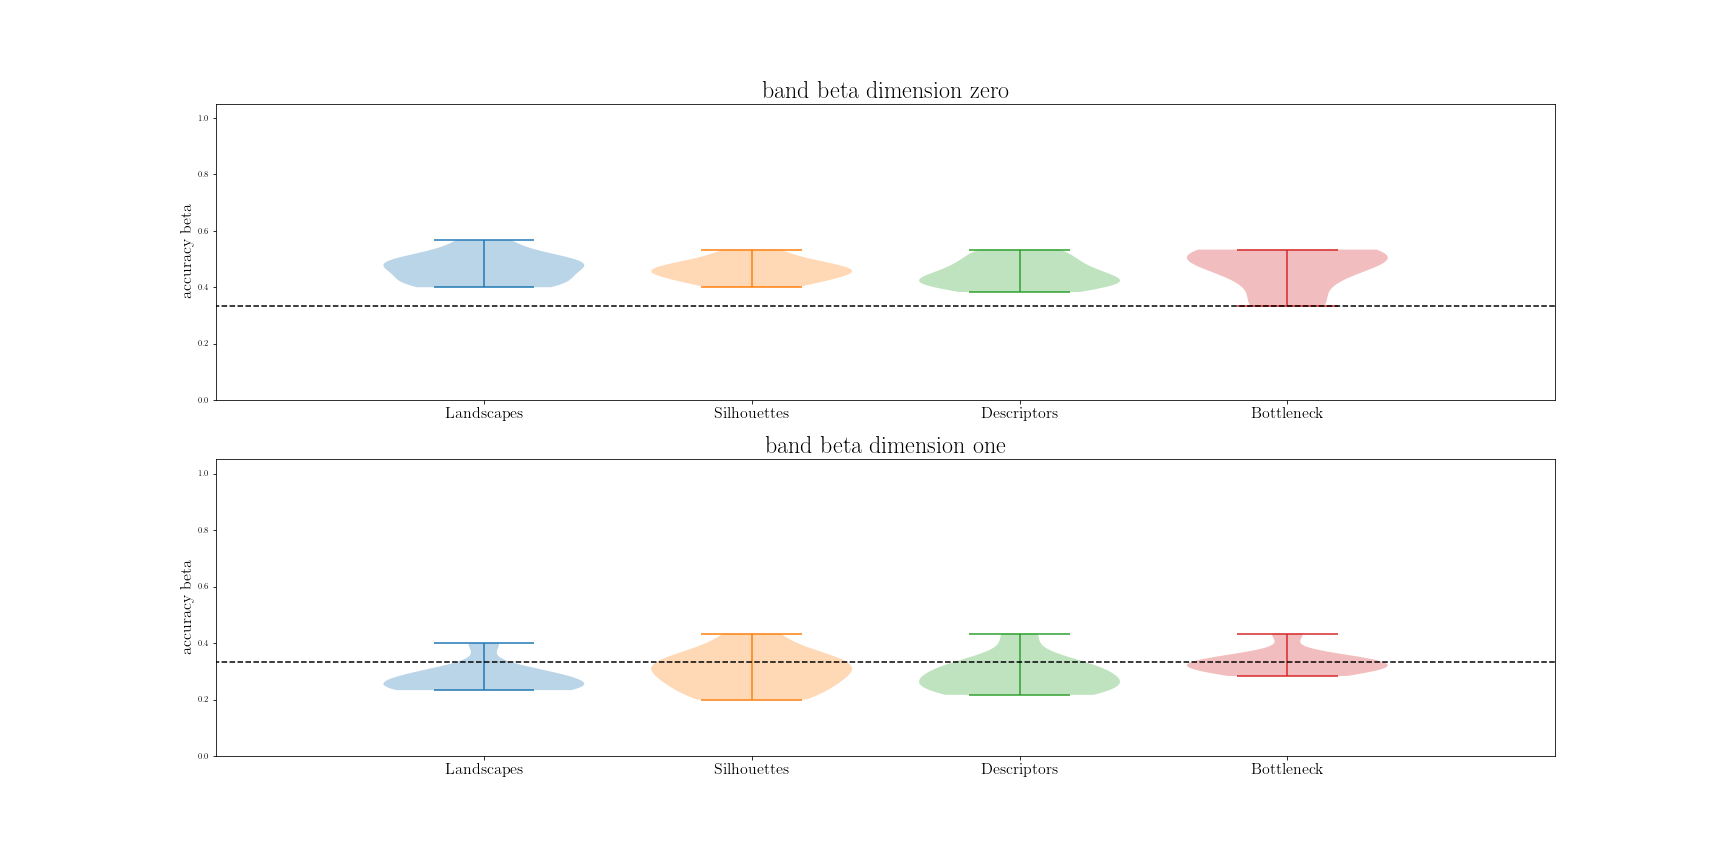 band beta dimension zero
accuracy beta
1.0
0.8
0.6
0.4
0.2
0.0
Landscapes Silhouettes Descriptors Bottleneck
band beta dimension one
accuracy beta
1.0
0.8
0.6
0.4
0.2
0.0
Landscapes Silhouettes Descriptors Bottleneck